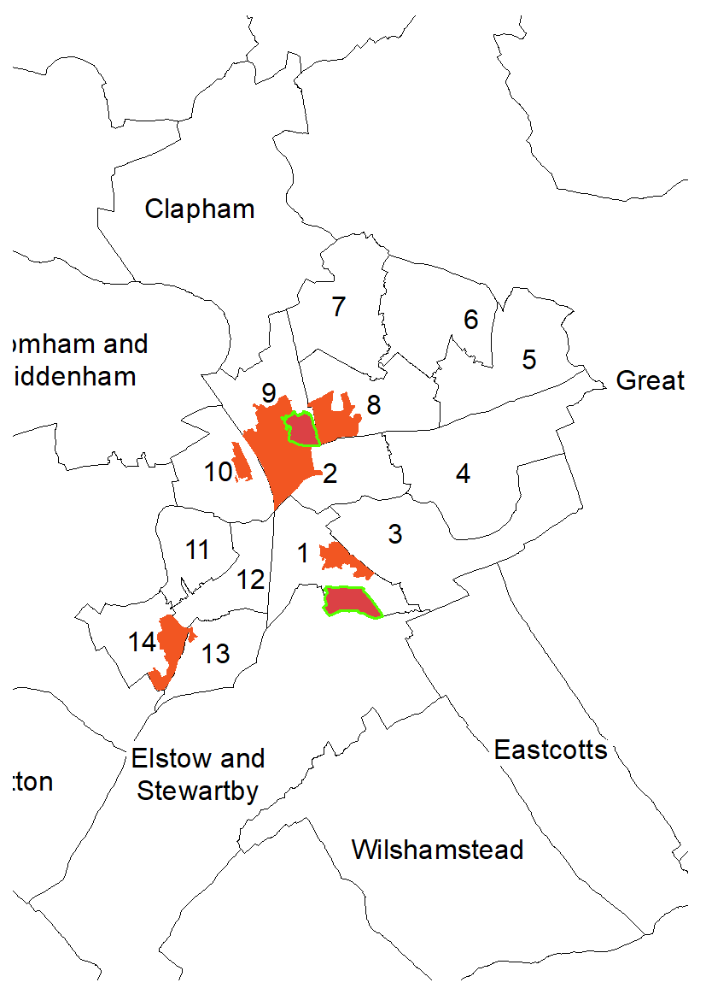 Clapham
7
6
omham and
iddenham
5
Great
9
8
10
2
4
3
11
1
12
14
13
Eastcotts
Elstow and
Stewartby
tton
Wilshamstead